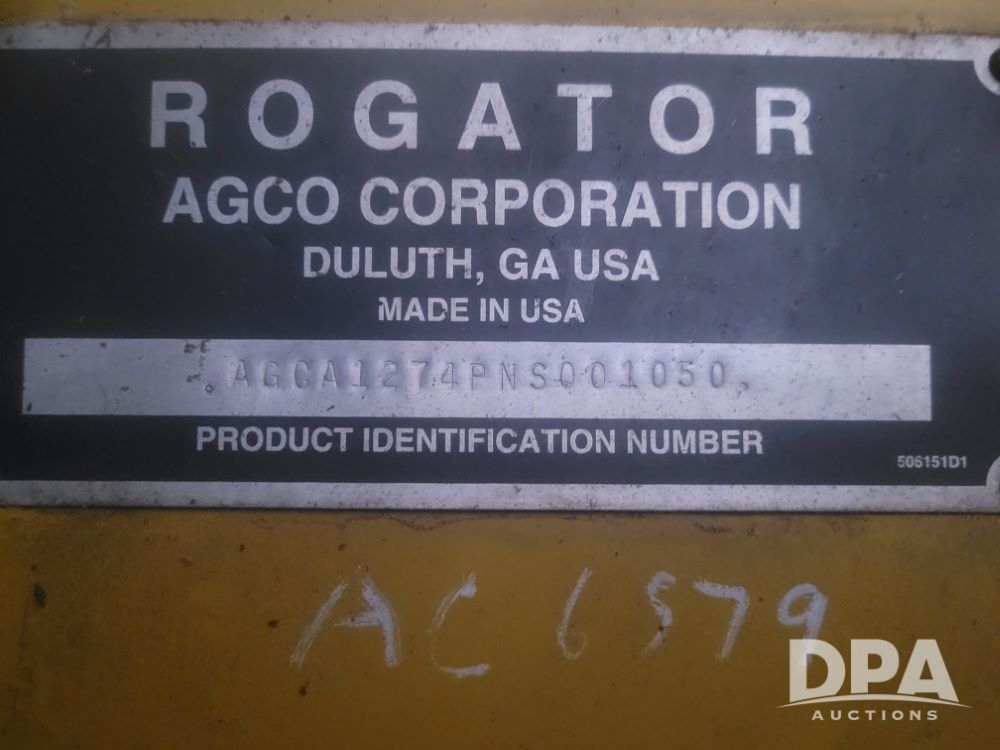 ROGATOR
AGCO CORPORATION
DULUTH, GA USA
MADE IN USA
.AGCA1274PNS001050.
PRODUCT IDENTIFICATION NUMBER
506151D1
AC 6579
DPA
AUCTIONS